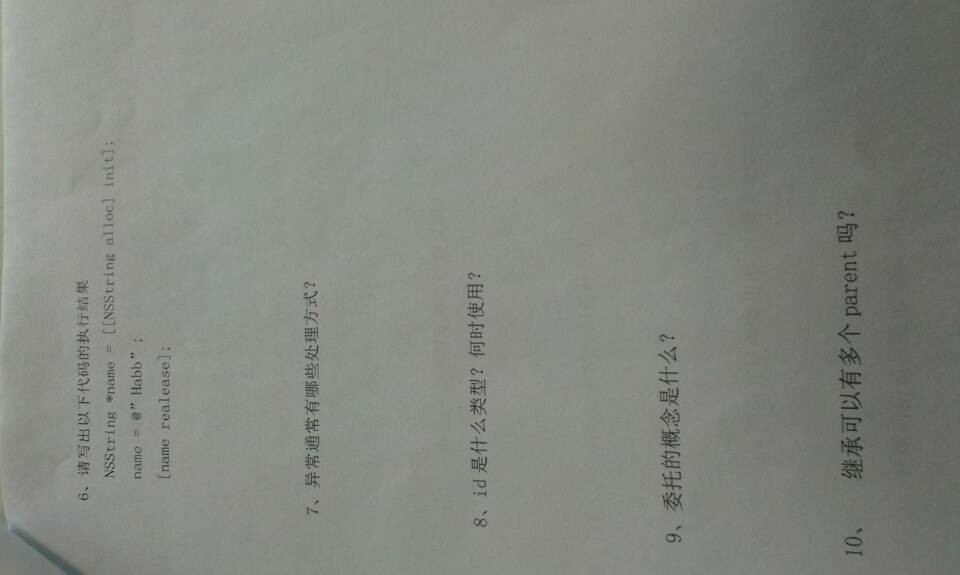 6、请写出以下代码的执行结果
NSString *name = [[NSString alloc] init];
name = @”Habb”;
[name realease];
7、异常通常有哪些处理方式？
8、id 是什么类型？何时使用？
9、委托的概念是什么？
10、 继承可以有多个 parent 吗？